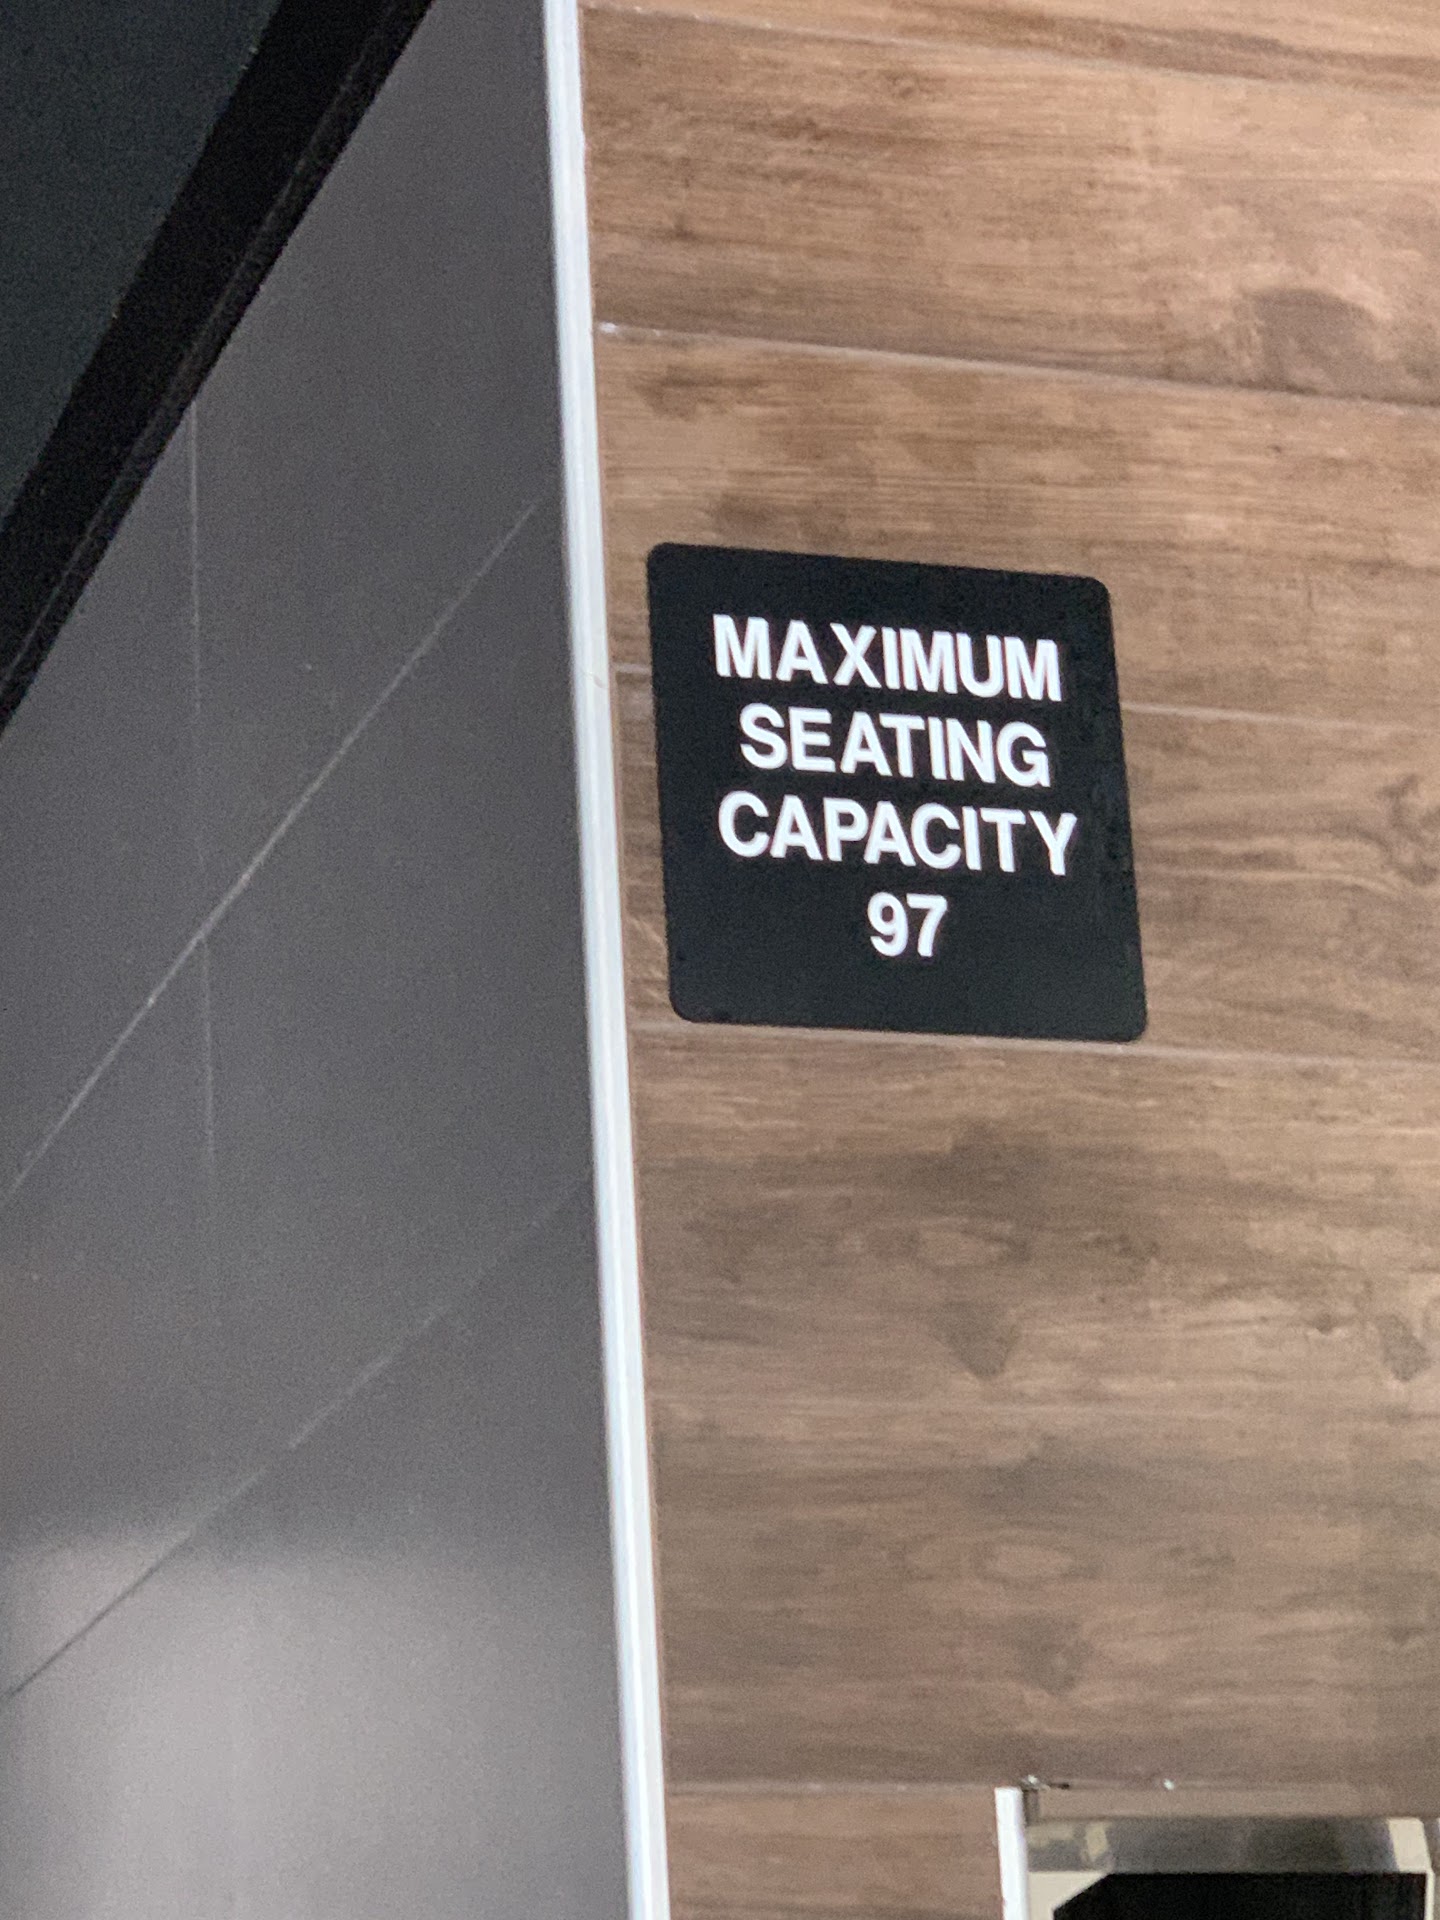 MAXIMUM
SEATING
CAPACITY
97